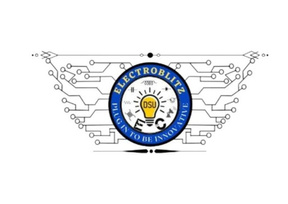 ELECTROBLITZ
DSU
E C
PLUG IN TO BE INNOVATIVE